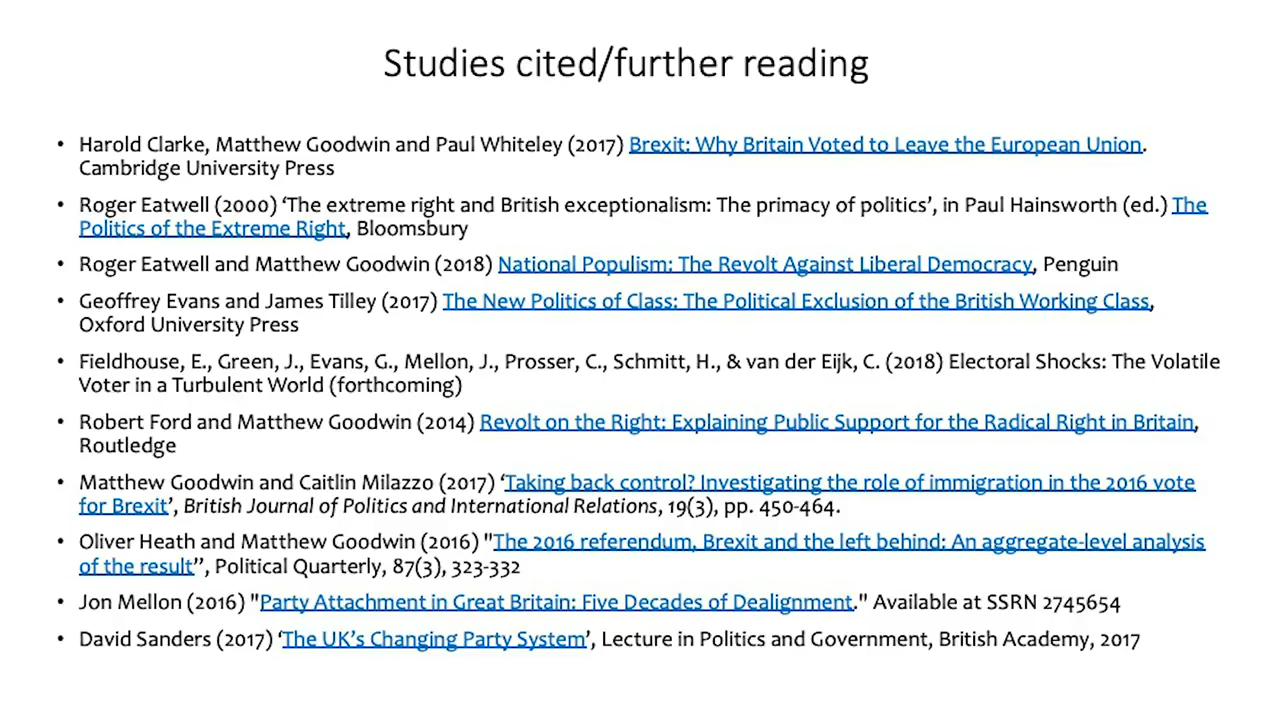 Studies cited/further reading
• Harold Clarke, Matthew Goodwin and Paul Whiteley (2017) Brexit: Why Britain Voted to Leave the European Union.
Cambridge University Press
• Roger Eatwell (2000) ‘The extreme right and British exceptionalism: The primacy of politics’, in Paul Hainsworth (ed.) The
Politics of the Extreme Right, Bloomsbury
• Roger Eatwell and Matthew Goodwin (2018) National Populism: The Revolt Against Liberal Democracy, Penguin
• Geoffrey Evans and James Tilley (2017) The New Politics of Class: The Political Exclusion of the British Working Class,
Oxford University Press
• Fieldhouse, E., Green, J., Evans, G., Mellon, J., Prosser, C., Schmitt, H., & van der Eijk, C. (2018) Electoral Shocks: The Volatile
Voter in a Turbulent World (forthcoming)
• Robert Ford and Matthew Goodwin (2014) Revolt on the Right: Explaining Public Support for the Radical Right in Britain,
Routledge
• Matthew Goodwin and Caitlin Milazzo (2017) ‘Taking back control? Investigating the role of immigration in the 2016 vote
for Brexit’, British Journal of Politics and International Relations, 19(3), pp. 450-464.
• Oliver Heath and Matthew Goodwin (2016) "The 2016 referendum, Brexit and the left behind: An aggregate-level analysis
of the result”, Political Quarterly, 87(3), 323-332
• Jon Mellon (2016) "Party Attachment in Great Britain: Five Decades of Dealignment." Available at SSRN 2745654
• David Sanders (2017) ‘The UK’s Changing Party System’, Lecture in Politics and Government, British Academy, 2017